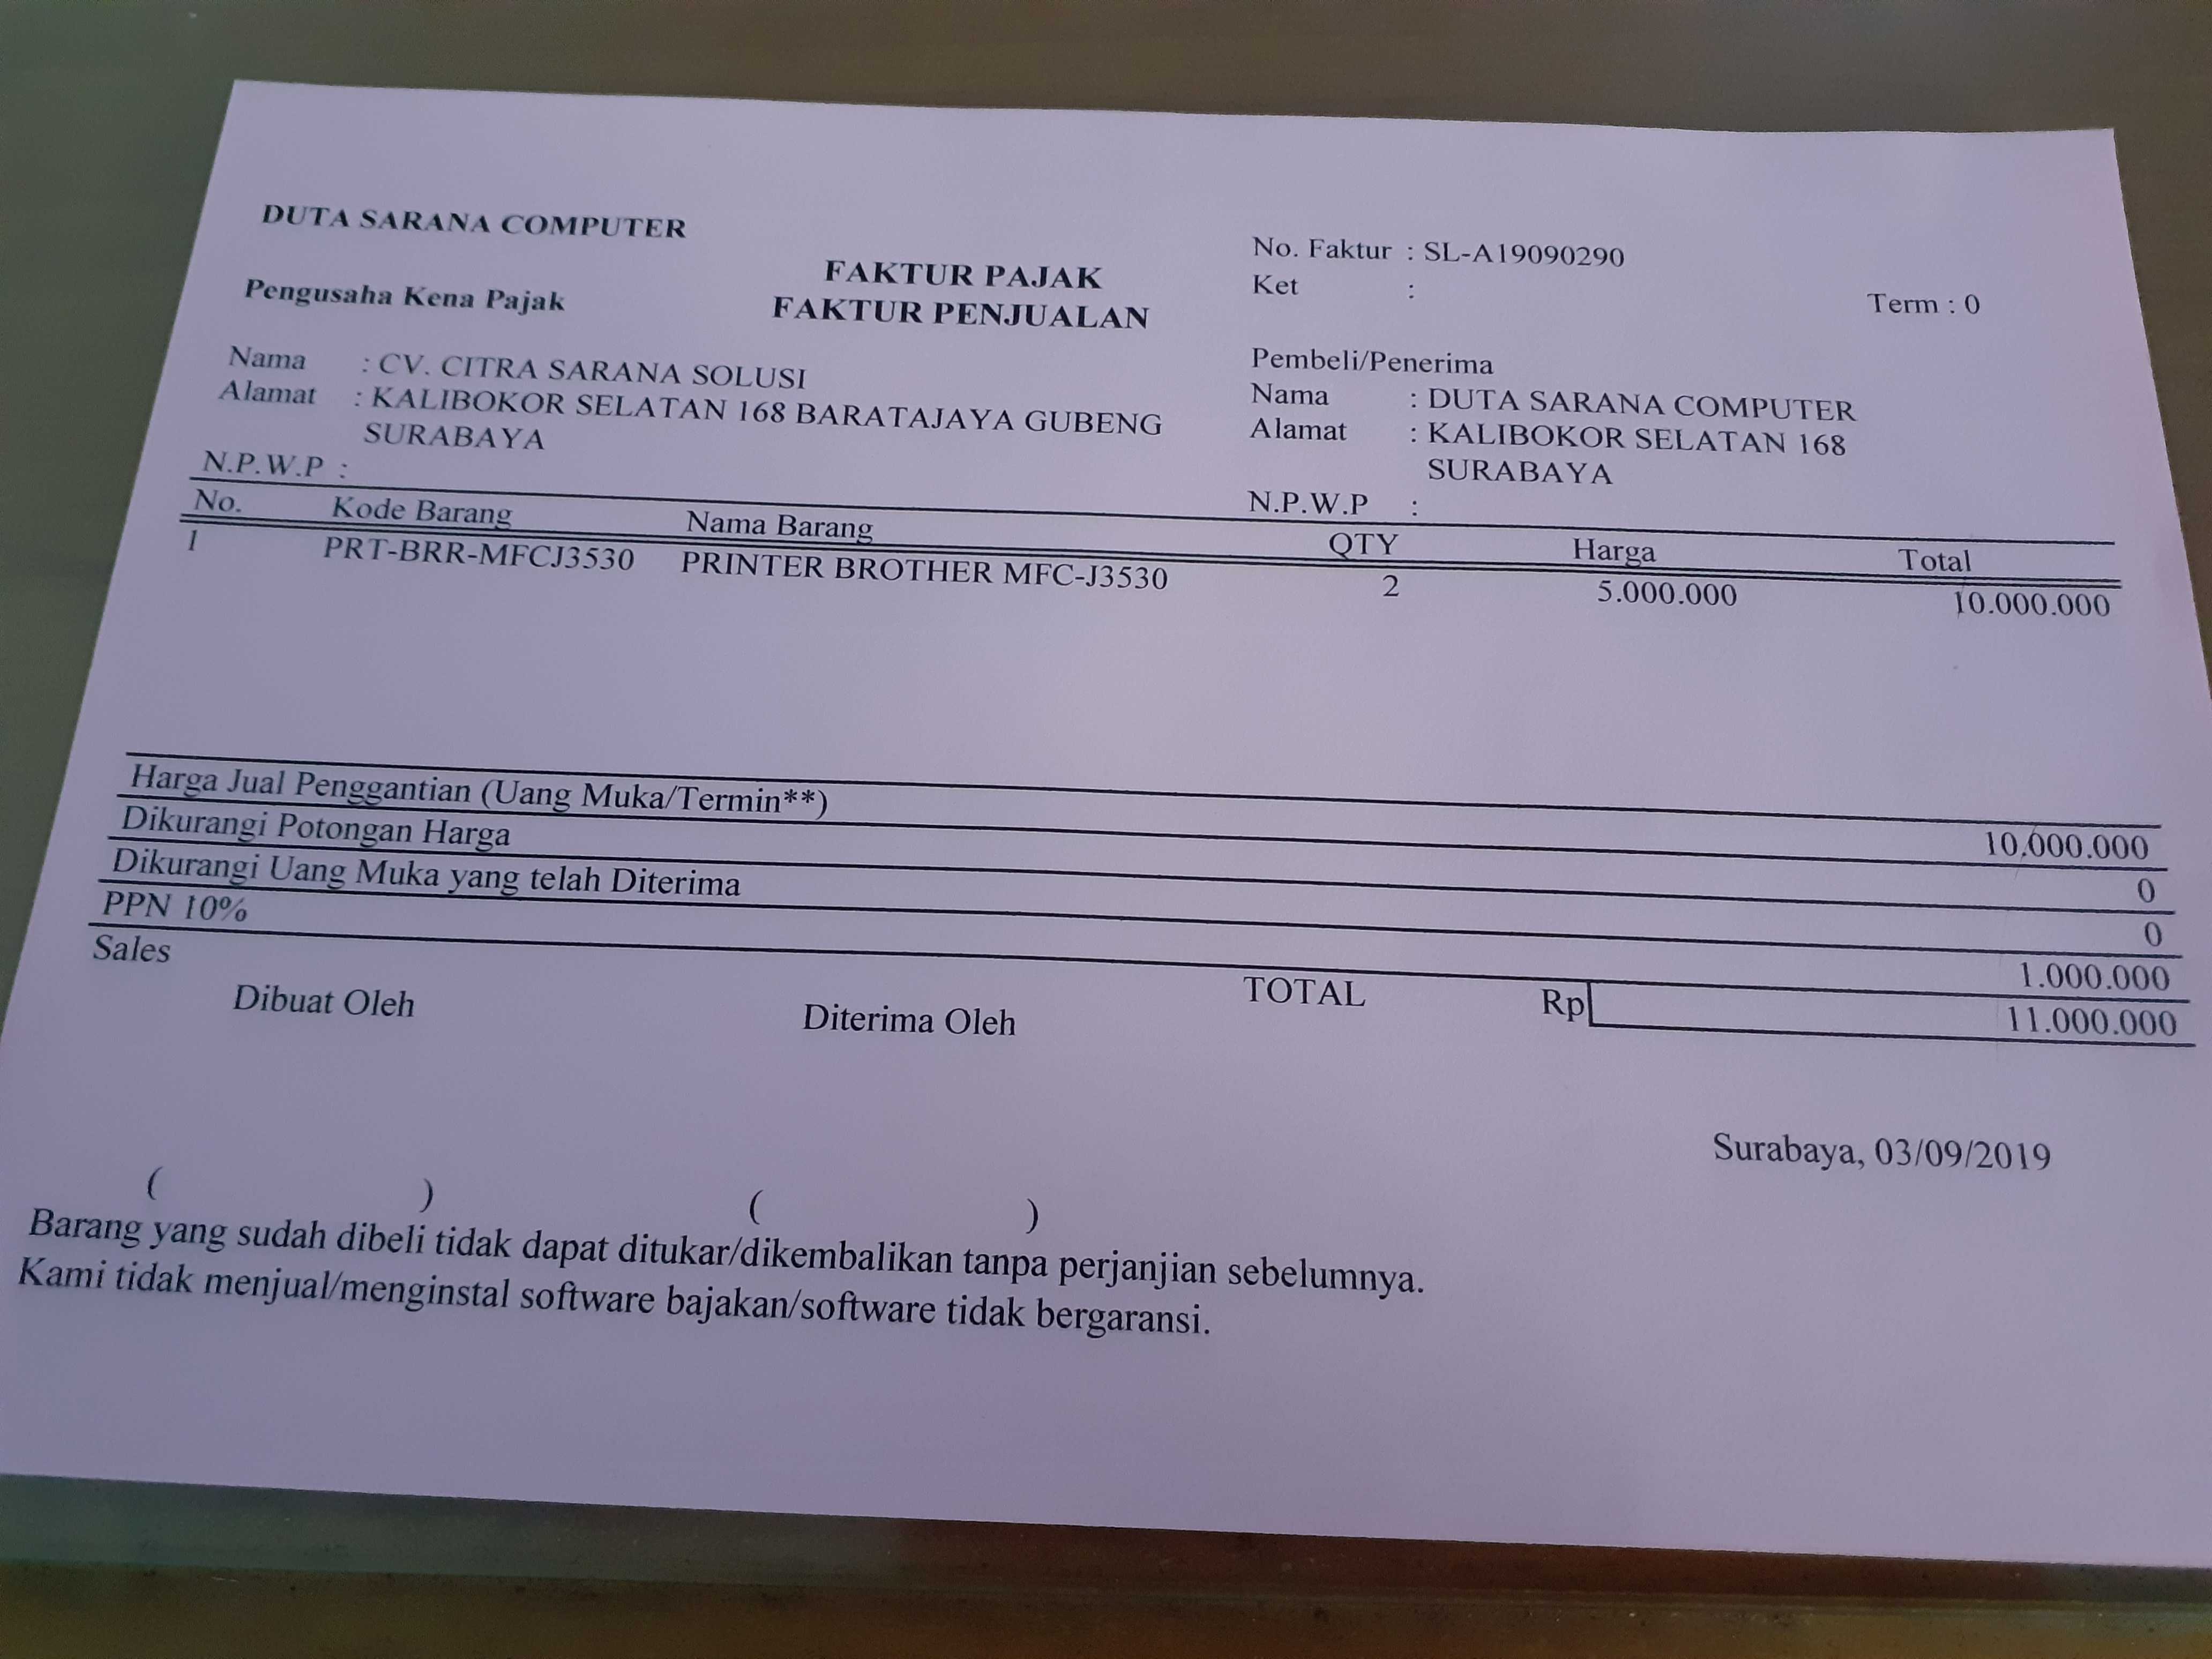 DUTA SARANA COMPUTER
FAKTUR PAJAK
FAKTUR PENJUALAN
No. Faktur : SL-A19090290
Ket :
Term : 0
Pengusaha Kena Pajak
Nama : CV. CITRA SARANA SOLUSI
Alamat : KALIBOKOR SELATAN 168 BARATAJAYA GUBENG
SURABAYA
N.P.W.P :
Pembeli/Penerima
Nama : DUTA SARANA COMPUTER
Alamat : KALIBOKOR SELATAN 168
SURABAYA
N.P.W.P :
No. Kode Barang Nama Barang QTY Harga Total
1 PRT-BRR-MFCJ3530 PRINTER BROTHER MFC-J3530 2 5.000.000 10.000.000
Harga Jual Penggantian (Uang Muka/Termin**) 10.000.000
Dikurangi Potongan Harga 0
Dikurangi Uang Muka yang telah Diterima 0
PPN 10% 1.000.000
Sales TOTAL Rp 11.000.000
Dibuat Oleh Diterima Oleh
Surabaya, 03/09/2019
( ) ( )
Barang yang sudah dibeli tidak dapat ditukar/dikembalikan tanpa perjanjian sebelumnya.
Kami tidak menjual/menginstal software bajakan/software tidak bergaransi.